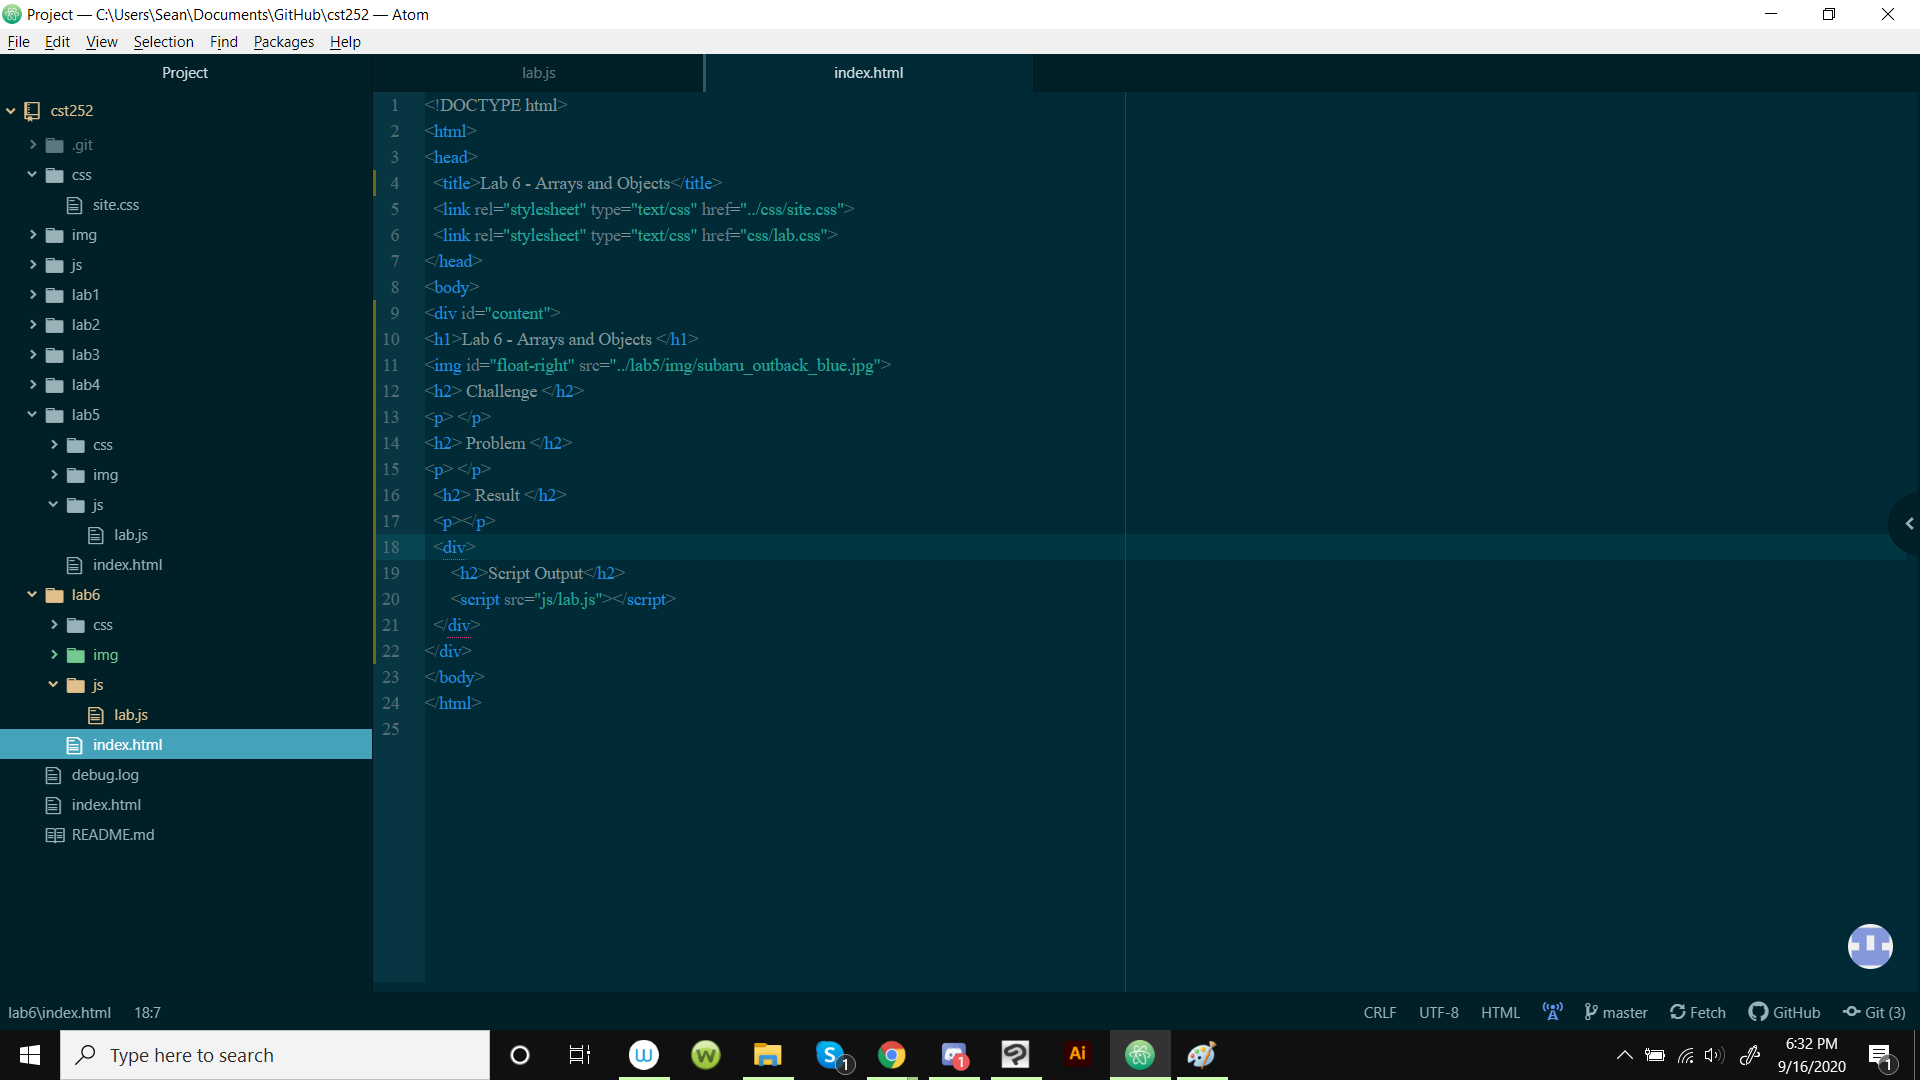 Project — C:\Users\Sean\Documents\GitHub\cst252 — Atom
File Edit View Selection Find Packages Help
Project
lab.js
index.html
cst252
.git
css
site.css
img
js
lab1
lab2
lab3
lab4
lab5
css
img
js
lab.js
index.html
lab6
css
img
js
lab.js
index.html
debug.log
index.html
README.md
1 <!DOCTYPE html>
2 <html>
3 <head>
4 <title>Lab 6 - Arrays and Objects</title>
5 <link rel="stylesheet" type="text/css" href="../css/site.css">
6 <link rel="stylesheet" type="text/css" href="css/lab.css">
7 </head>
8 <body>
9 <div id="content">
10 <h1>Lab 6 - Arrays and Objects </h1>
11 <img id="float-right" src="../lab5/img/subaru_outback_blue.jpg">
12 <h2> Challenge </h2>
13 <p> </p>
14 <h2> Problem </h2>
15 <p> </p>
16 <h2> Result </h2>
17 <p></p>
18 <div>
19 <h2>Script Output</h2>
20 <script src="js/lab.js"></script>
21 </div>
22 </div>
23 </body>
24 </html>
25
lab6\index.html 18:7
CRLF UTF-8 HTML master Fetch GitHub Git (3)
Type here to search
W
W
S 1
1
Ai
6:32 PM
9/16/2020
1